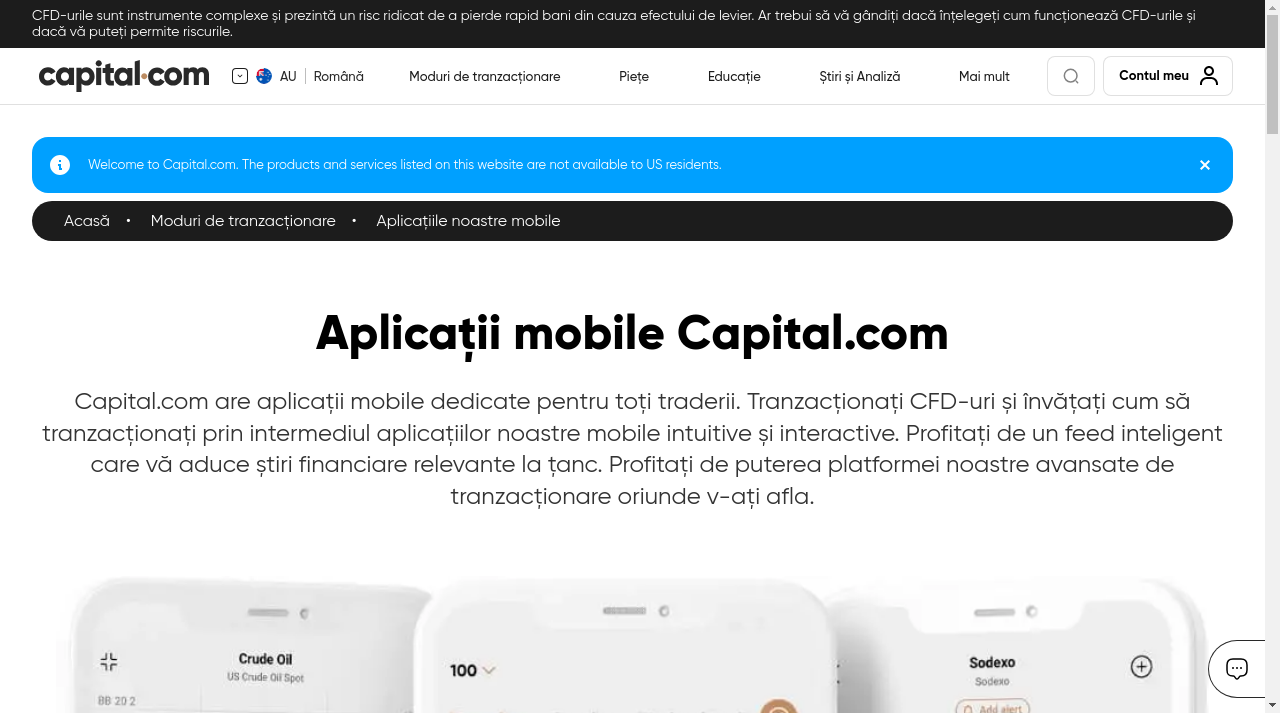 CFD-urile sunt instrumente complexe și prezintă un risc ridicat de a pierde rapid bani din cauza efectului de levier. Ar trebui să vă gândiți dacă înțelegeți cum funcționează CFD-urile și
dacă vă puteți permite riscurile.
capital.com
AU
Română
Moduri de tranzacționare
Piețe
Educație
Știri și Analiză
Mai mult
Contul meu
Welcome to Capital.com. The products and services listed on this website are not available to US residents.
Acasă • Moduri de tranzacționare • Aplicațiile noastre mobile
Aplicații mobile Capital.com
Capital.com are aplicații mobile dedicate pentru toți traderii. Tranzacționați CFD-uri și învățați cum să
tranzacționați prin intermediul aplicațiilor noastre mobile intuitive și interactive. Profitați de un feed inteligent
care vă aduce știri financiare relevante la țanc. Profitați de puterea platformei noastre avansate de
tranzacționare oriunde v-ați afla.
Crude Oil
US Crude Oil Spot
BB 20 2
100
Sodexo
Sodexo
Add alert